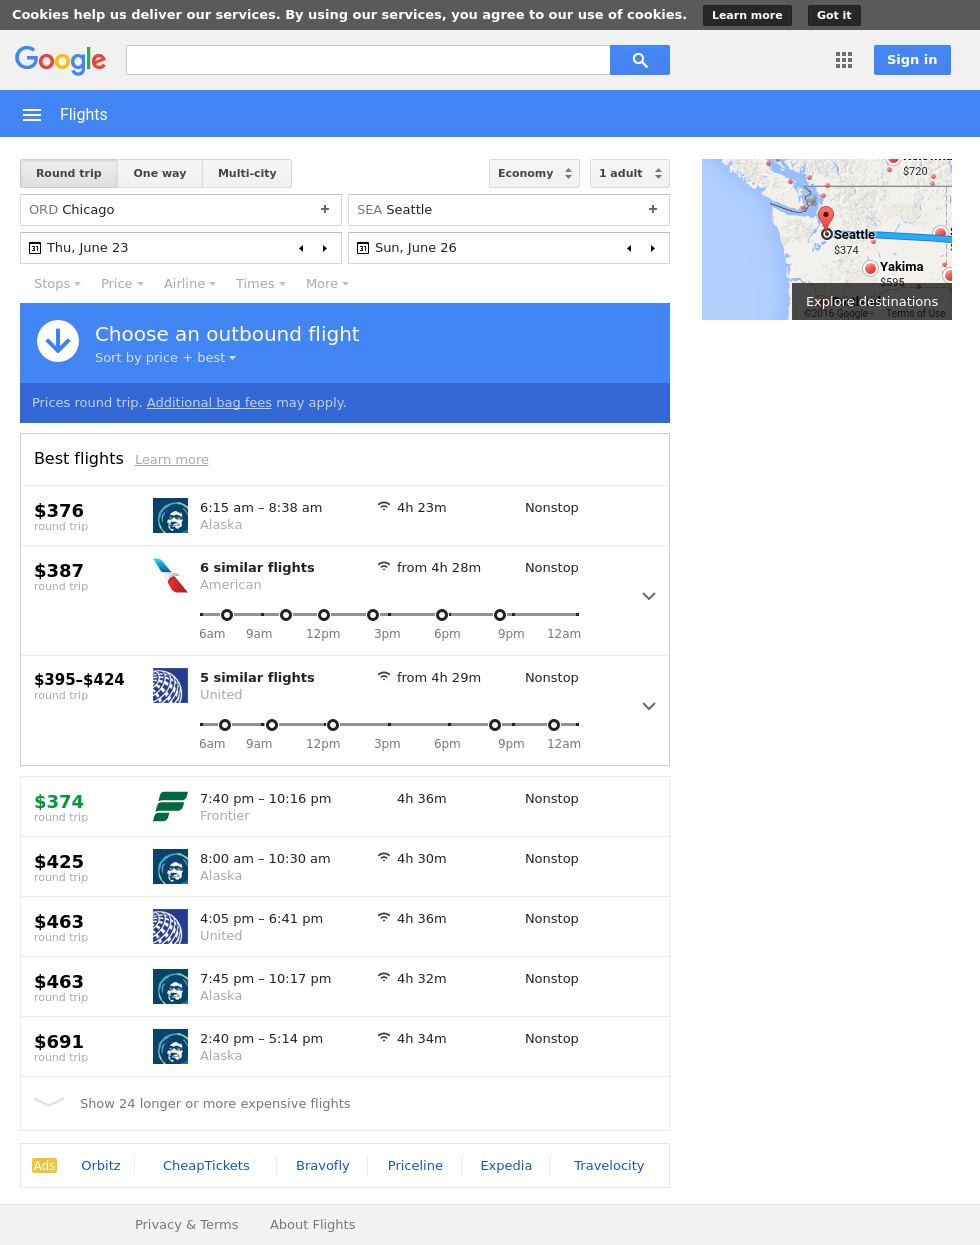 Cookies help us deliver our services. By using our services, you agree to our use of cookies. Learn more Got it
Google
Sign in
Flights
Round trip One way Multi-city Economy 1 adult
ORD Chicago + SEA Seattle +
31 Thu, June 23 31 Sun, June 26
Stops Price Airline Times More
Choose an outbound flight
Sort by price + best
Prices round trip. Additional bag fees may apply.
$720
Seattle
$374
Yakima
$595
Explore destinations
©2016 Google - Terms of Use
Best flights Learn more
$376 6:15 am – 8:38 am 4h 23m Nonstop
round trip Alaska
$387 6 similar flights from 4h 28m Nonstop
round trip American
6am 9am 12pm 3pm 6pm 9pm 12am
$395–$424 5 similar flights from 4h 29m Nonstop
round trip United
6am 9am 12pm 3pm 6pm 9pm 12am
$374 7:40 pm – 10:16 pm 4h 36m Nonstop
round trip Frontier
$425 8:00 am – 10:30 am 4h 30m Nonstop
round trip Alaska
$463 4:05 pm – 6:41 pm 4h 36m Nonstop
round trip United
$463 7:45 pm – 10:17 pm 4h 32m Nonstop
round trip Alaska
$691 2:40 pm – 5:14 pm 4h 34m Nonstop
round trip Alaska
Show 24 longer or more expensive flights
Ads Orbitz CheapTickets Bravofly Priceline Expedia Travelocity
Privacy & Terms About Flights